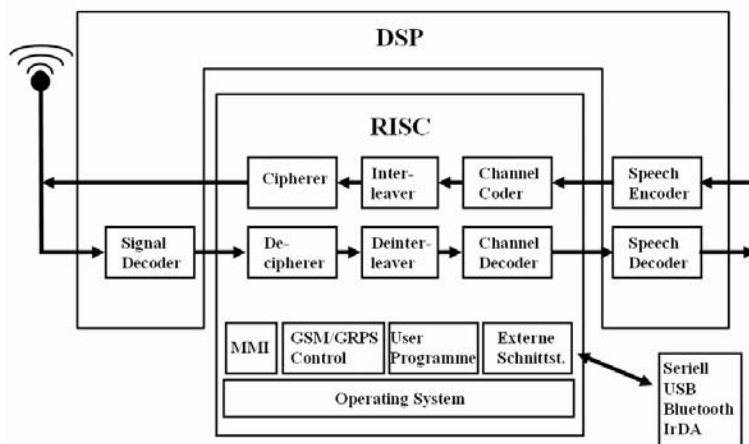 DSP
RISC
Cipherer
Inter-
leaver
Channel
Coder
Speech
Encoder
Signal
Decoder
De-
cipherer
Deinter-
leaver
Channel
Decoder
Speech
Decoder
MMI
GSM/GRPS
Control
User
Programme
Externe
Schnittst.
Operating System
Seriell
USB
Bluetooth
IrDA